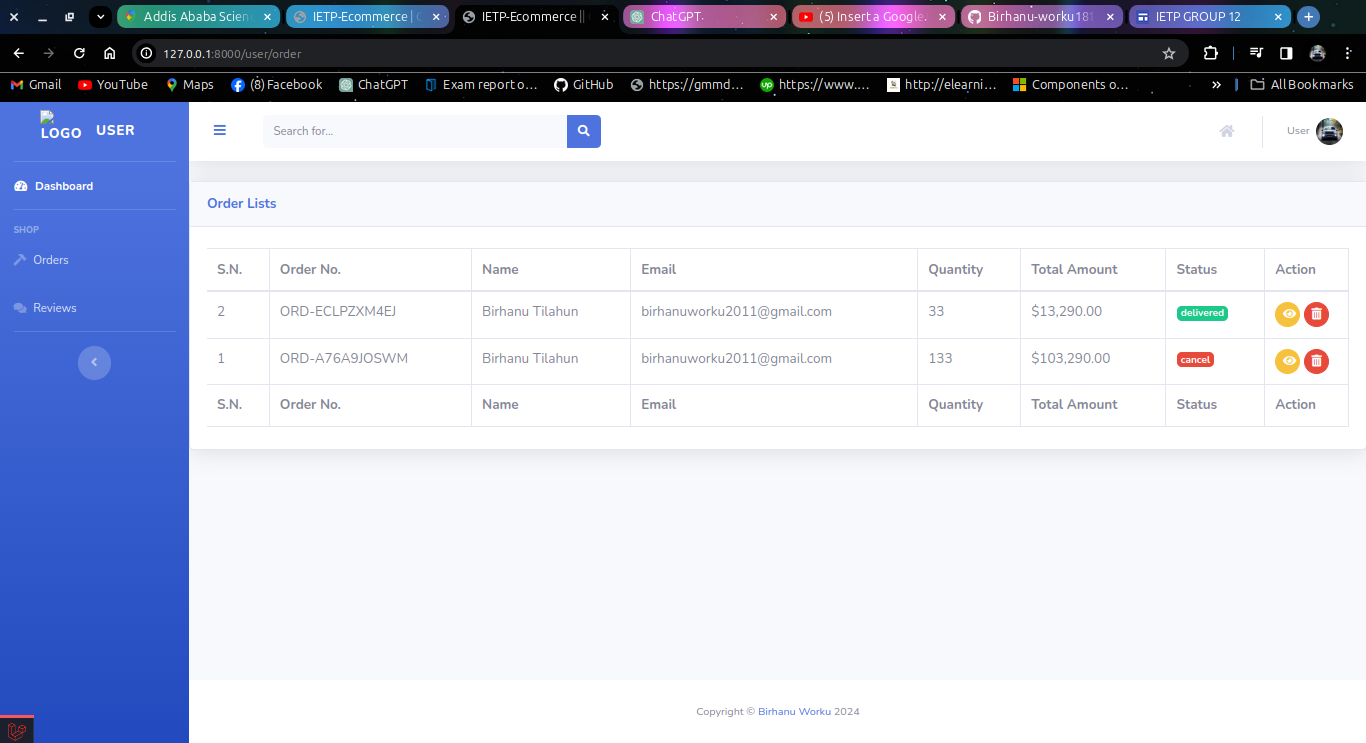 Addis Ababa Scien
IETP-Ecommerce |
IETP-Ecommerce ||
ChatGPT
(5) Insert a Google
Birhanu-worku181
IETP GROUP 12
127.0.0.1:8000/user/order
Gmail YouTube Maps (8) Facebook ChatGPT Exam report o... GitHub https://gmmd... https://www.... http://elearni... Components o... » All Bookmarks
LOGO USER
Search for...
User
Dashboard
SHOP
Orders
Reviews
Order Lists
S.N. Order No. Name Email Quantity Total Amount Status Action
2 ORD-ECLPZXM4EJ Birhanu Tilahun birhanuworku2011@gmail.com 33 $13,290.00 delivered
1 ORD-A76A9JOSWM Birhanu Tilahun birhanuworku2011@gmail.com 133 $103,290.00 cancel
S.N. Order No. Name Email Quantity Total Amount Status Action
Copyright © Birhanu Worku 2024